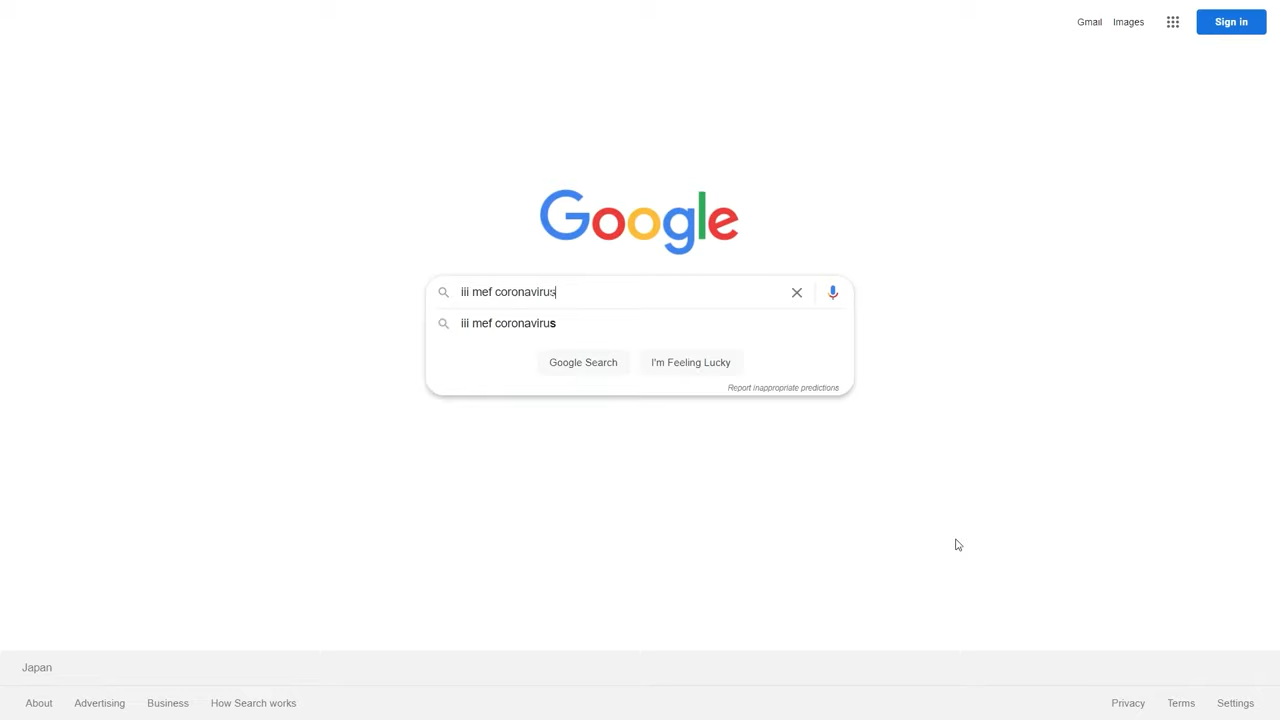 Gmail Images Sign in
Google
iii mef coronavirus
iii mef coronavirus
Google Search I'm Feeling Lucky
Report inappropriate predictions
Japan
About Advertising Business How Search works Privacy Terms Settings